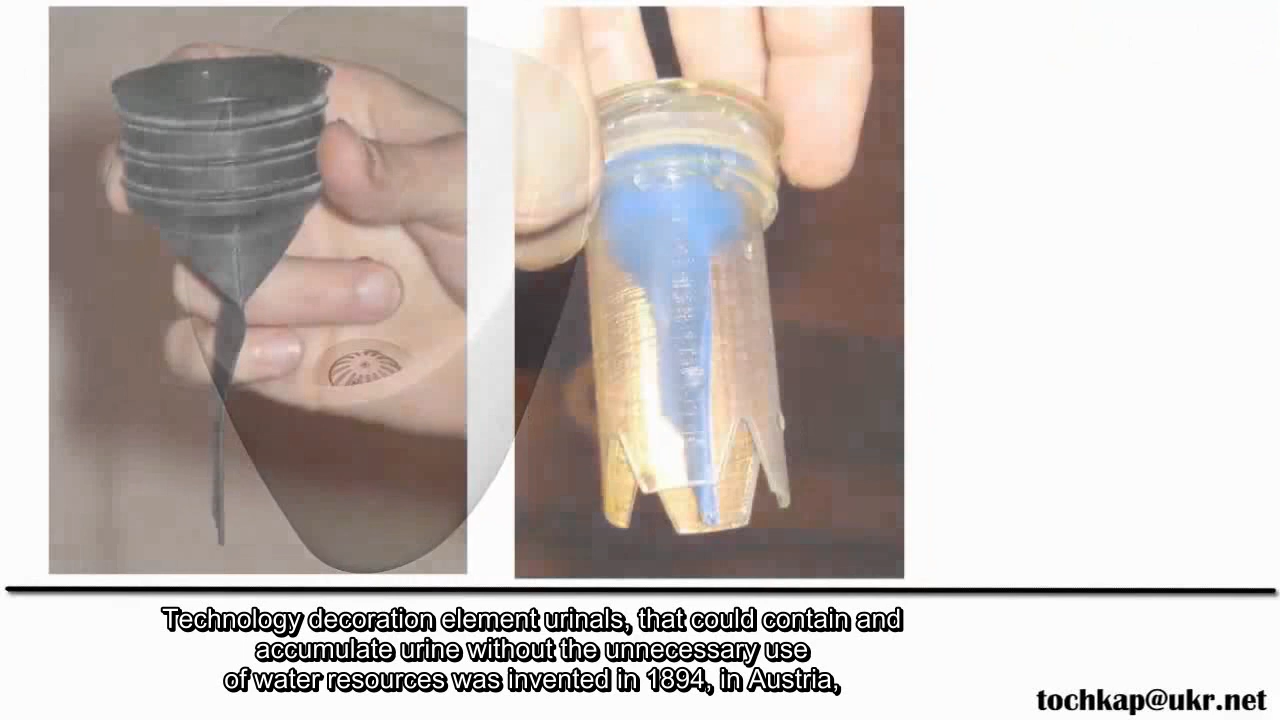 Technology decoration element urinals, that could contain and
accumulate urine without the unnecessary use
of water resources was invented in 1894, in Austria,
tochkap@ukr.net